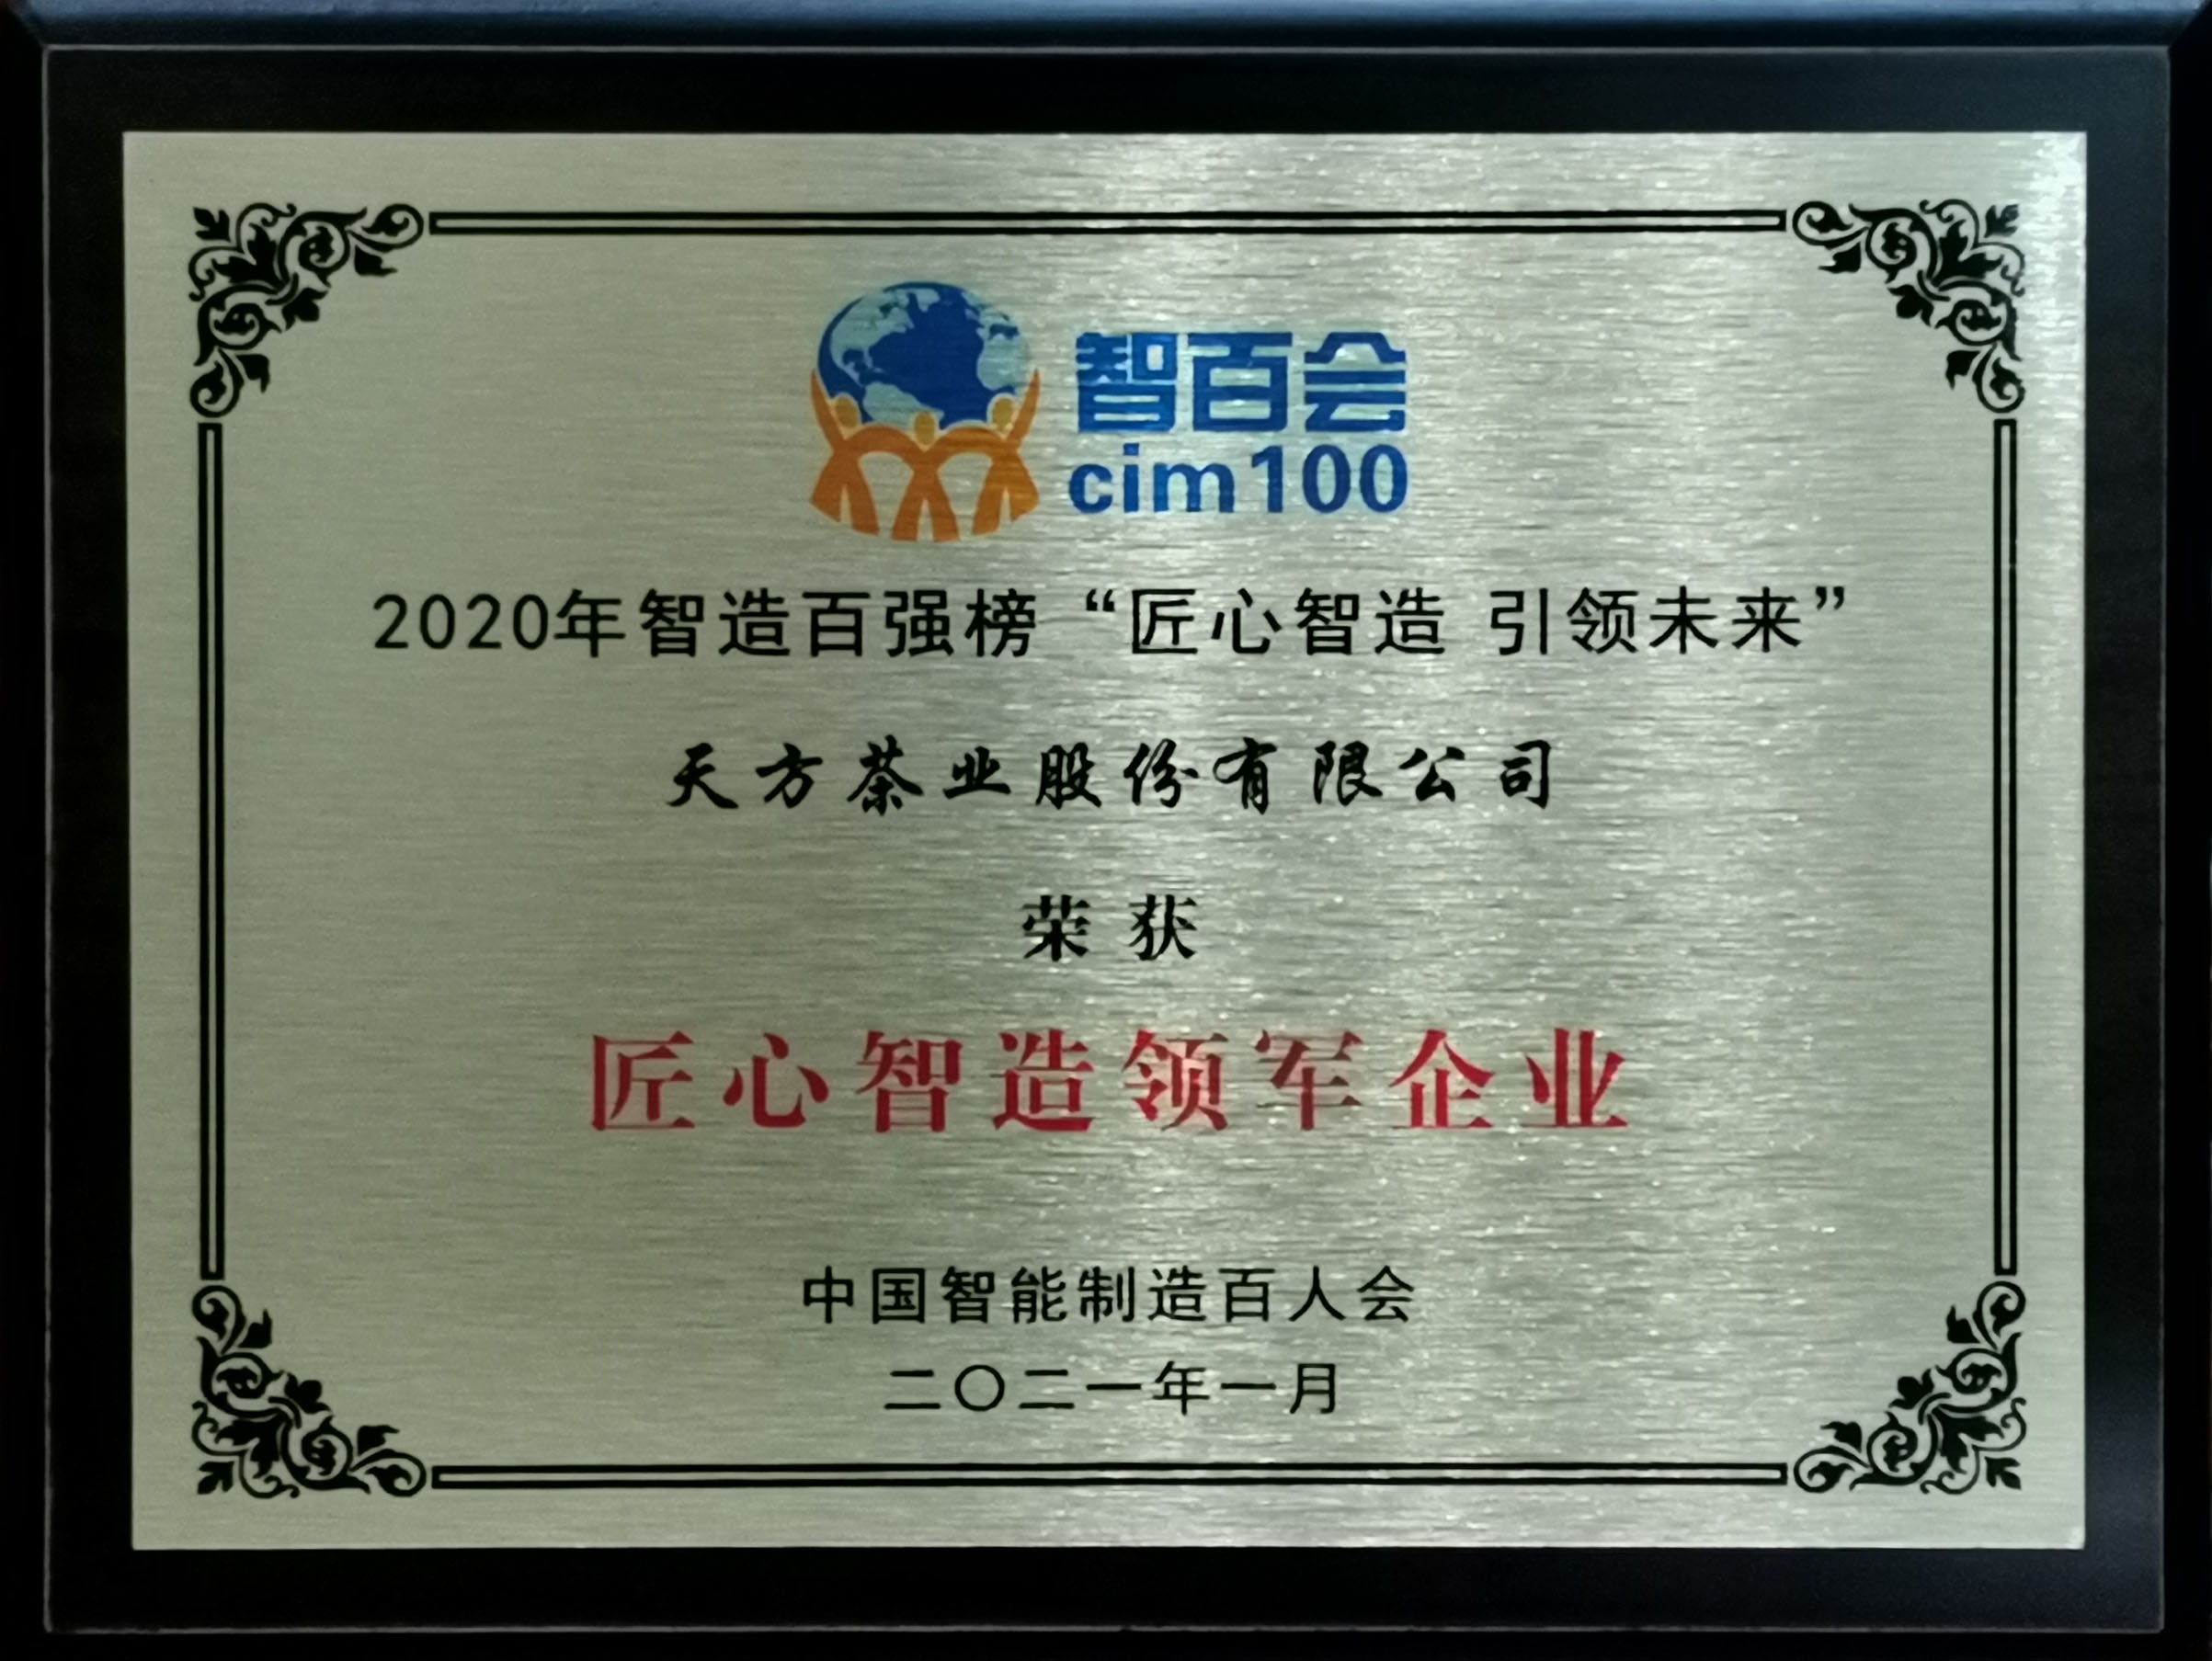 智百会
cim100
2020年智造百强榜“匠心智造 引领未来”
天方茶业股份有限公司
荣获
匠心智造领军企业
中国智能制造百人会
二〇二一年一月